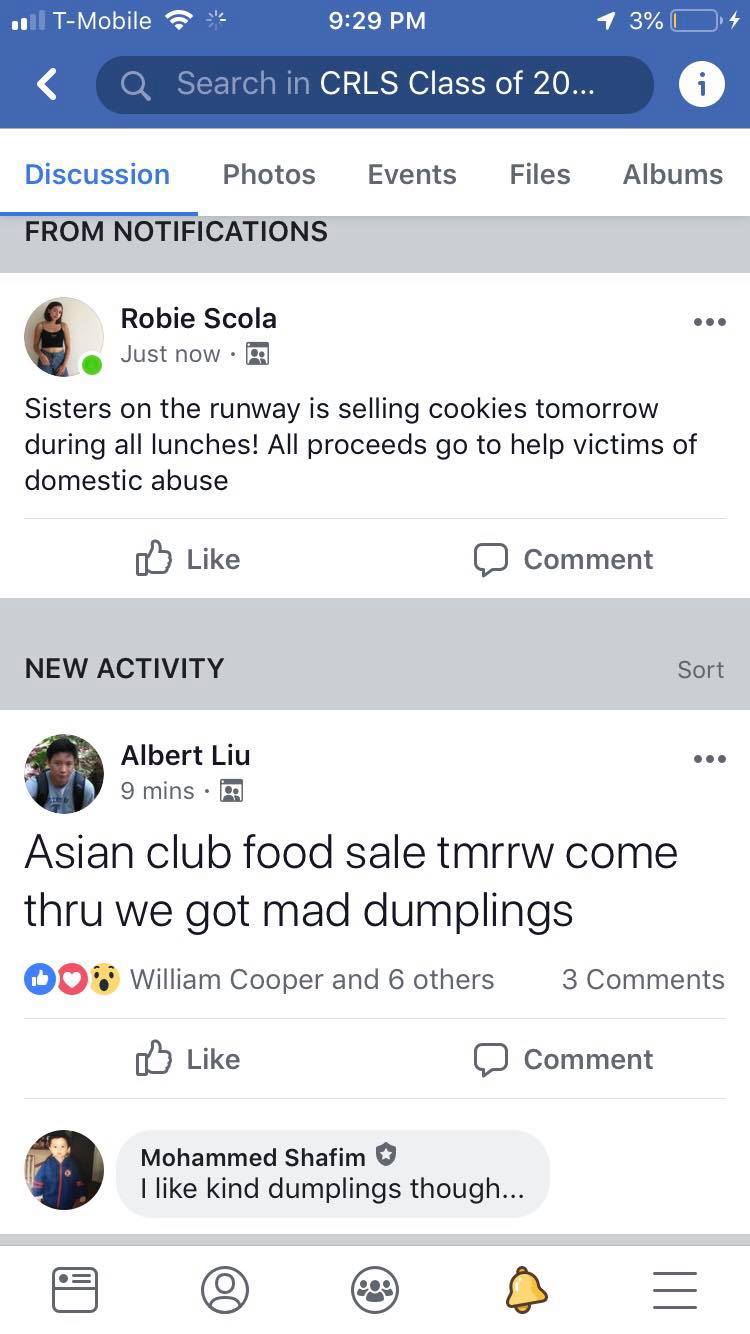 T-Mobile 9:29 PM 3%
Search in CRLS Class of 20...
Discussion Photos Events Files Albums
FROM NOTIFICATIONS
Robie Scola
Just now ·
Sisters on the runway is selling cookies tomorrow
during all lunches! All proceeds go to help victims of
domestic abuse
Like Comment
NEW ACTIVITY Sort
Albert Liu
9 mins ·
Asian club food sale tmrrw come
thru we got mad dumplings
William Cooper and 6 others 3 Comments
Like Comment
Mohammed Shafim
I like kind dumplings though...